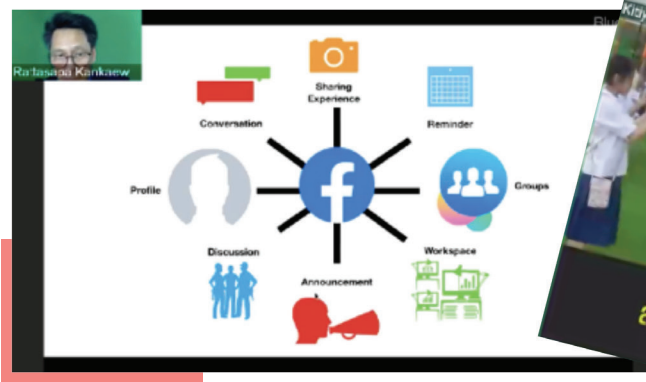 Rattasapa Kankaew
Sharing
Experience
Conversation
Reminder
f
Profile
Groups
Discussion
Workspace
Announcement